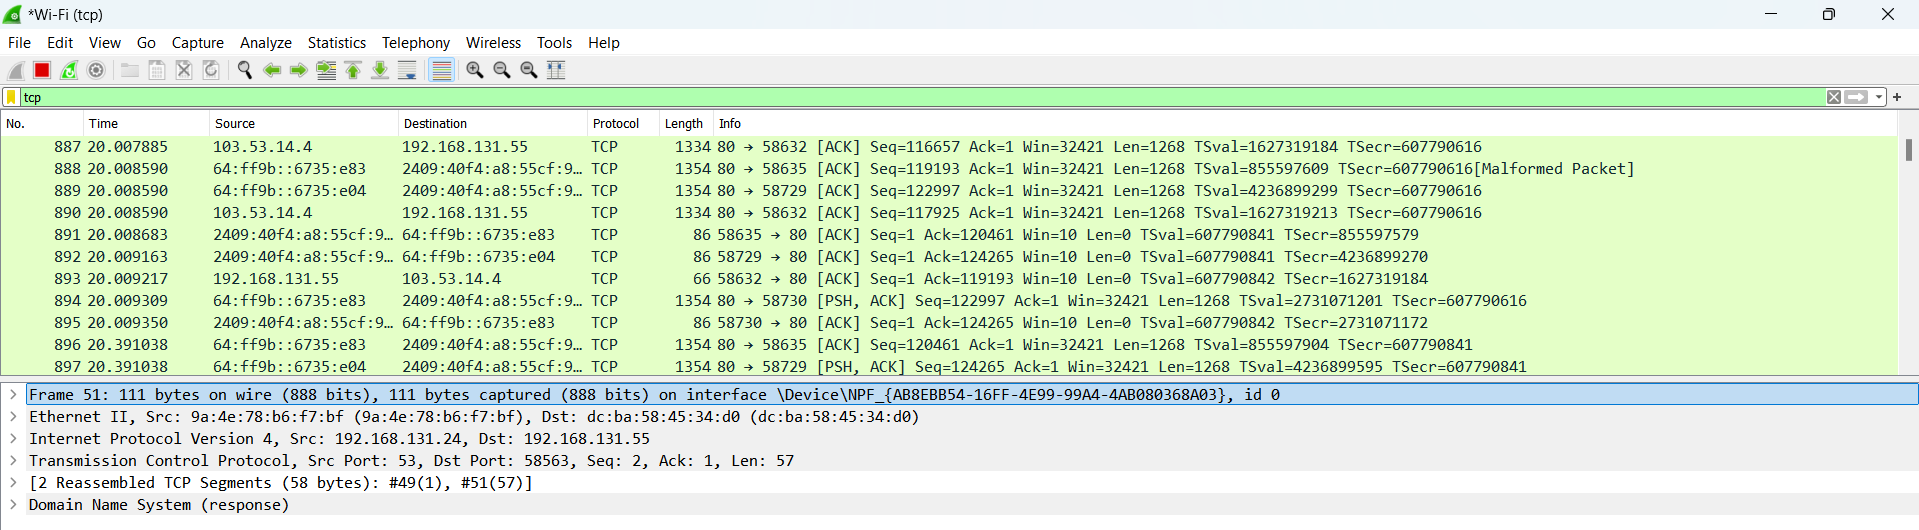 *Wi-Fi (tcp)
File Edit View Go Capture Analyze Statistics Telephony Wireless Tools Help
tcp
No. Time Source Destination Protocol Length Info
887 20.007885 103.53.14.4 192.168.131.55 TCP 1334 80 → 58632 [ACK] Seq=116657 Ack=1 Win=32421 Len=1268 TSval=1627319184 TSecr=607790616
888 20.008590 64:ff9b::6735:e83 2409:40f4:a8:55cf:9… TCP 1354 80 → 58635 [ACK] Seq=119193 Ack=1 Win=32421 Len=1268 TSval=855597609 TSecr=607790616[Malformed Packet]
889 20.008590 64:ff9b::6735:e04 2409:40f4:a8:55cf:9… TCP 1354 80 → 58729 [ACK] Seq=122997 Ack=1 Win=32421 Len=1268 TSval=4236899299 TSecr=607790616
890 20.008590 103.53.14.4 192.168.131.55 TCP 1334 80 → 58632 [ACK] Seq=117925 Ack=1 Win=32421 Len=1268 TSval=1627319213 TSecr=607790616
891 20.008683 2409:40f4:a8:55cf:9… 64:ff9b::6735:e83 TCP 86 58635 → 80 [ACK] Seq=1 Ack=120461 Win=10 Len=0 TSval=607790841 TSecr=855597579
892 20.009163 2409:40f4:a8:55cf:9… 64:ff9b::6735:e04 TCP 86 58729 → 80 [ACK] Seq=1 Ack=124265 Win=10 Len=0 TSval=607790841 TSecr=4236899270
893 20.009217 192.168.131.55 103.53.14.4 TCP 66 58632 → 80 [ACK] Seq=1 Ack=119193 Win=10 Len=0 TSval=607790842 TSecr=1627319184
894 20.009309 64:ff9b::6735:e83 2409:40f4:a8:55cf:9… TCP 1354 80 → 58730 [PSH, ACK] Seq=122997 Ack=1 Win=32421 Len=1268 TSval=2731071201 TSecr=607790616
895 20.009350 2409:40f4:a8:55cf:9… 64:ff9b::6735:e83 TCP 86 58730 → 80 [ACK] Seq=1 Ack=124265 Win=10 Len=0 TSval=607790842 TSecr=2731071172
896 20.391038 64:ff9b::6735:e83 2409:40f4:a8:55cf:9… TCP 1354 80 → 58635 [ACK] Seq=120461 Ack=1 Win=32421 Len=1268 TSval=855597904 TSecr=607790841
897 20.391038 64:ff9b::6735:e04 2409:40f4:a8:55cf:9… TCP 1354 80 → 58729 [PSH, ACK] Seq=124265 Ack=1 Win=32421 Len=1268 TSval=4236899595 TSecr=607790841
Frame 51: 111 bytes on wire (888 bits), 111 bytes captured (888 bits) on interface \Device\NPF_{AB8EBB54-16FF-4E99-99A4-4AB080368A03}, id 0
Ethernet II, Src: 9a:4e:78:b6:f7:bf (9a:4e:78:b6:f7:bf), Dst: dc:ba:58:45:34:d0 (dc:ba:58:45:34:d0)
Internet Protocol Version 4, Src: 192.168.131.24, Dst: 192.168.131.55
Transmission Control Protocol, Src Port: 53, Dst Port: 58563, Seq: 2, Ack: 1, Len: 57
[2 Reassembled TCP Segments (58 bytes): #49(1), #51(57)]
Domain Name System (response)